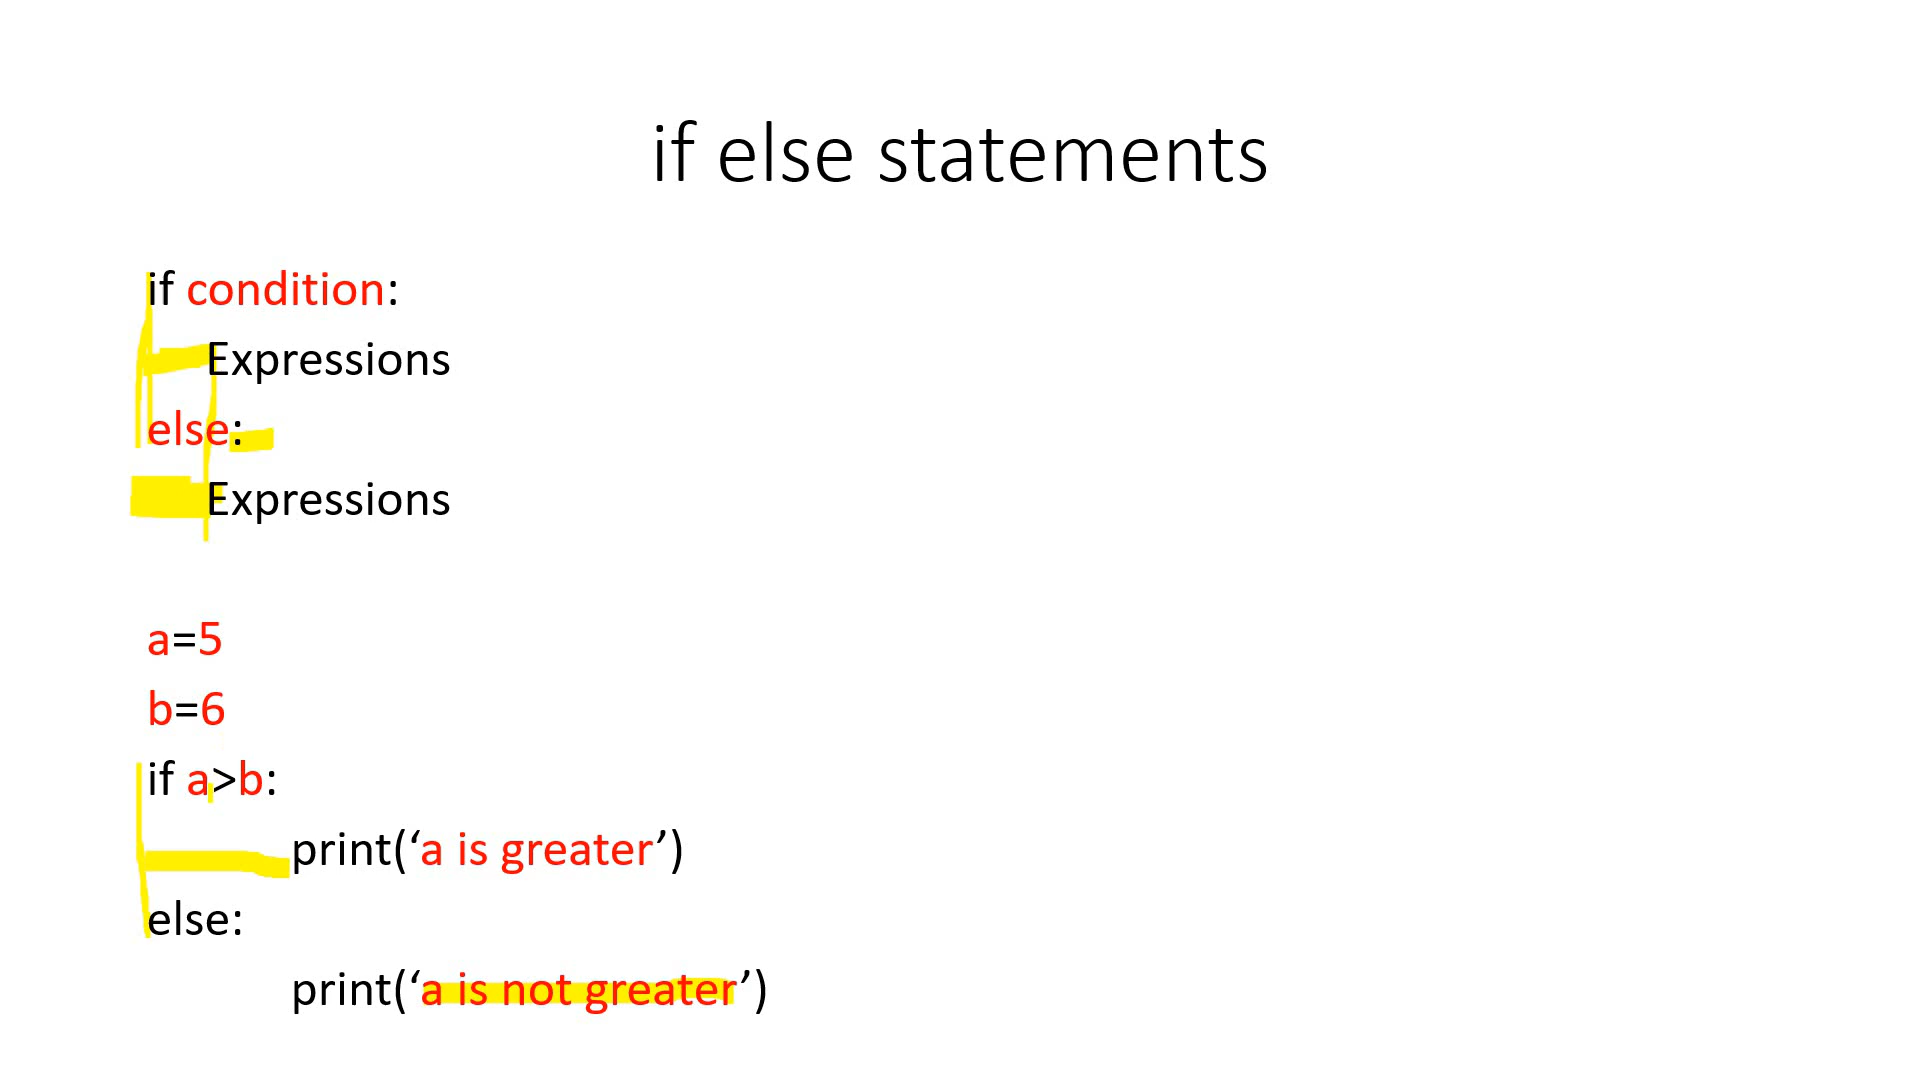 if else statements
if condition:
Expressions
else:
Expressions
a=5
b=6
if a>b:
print(‘a is greater’)
else:
print(‘a is not greater’)